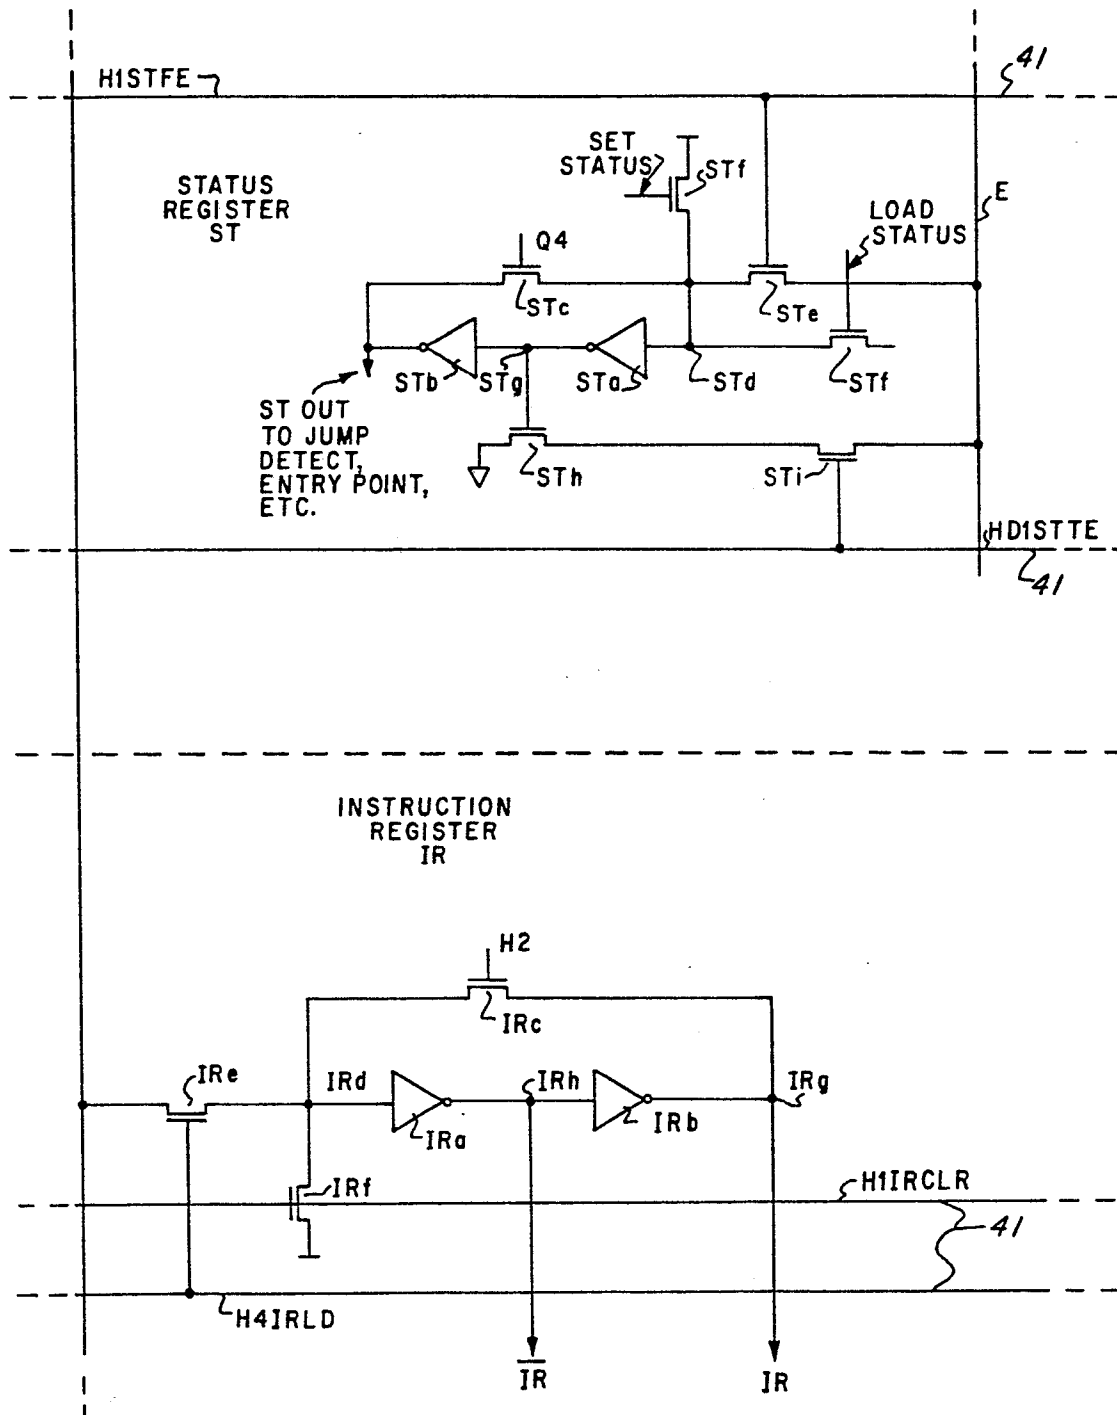 H1STFE
41
SET
STATUS
STf
STATUS
REGISTER
ST
E
LOAD
STATUS
Q4
STc
STe
STb
STg
STa
STd
STf
ST OUT
TO JUMP
DETECT,
ENTRY POINT,
ETC.
STh
STi
HD1STTE
41
INSTRUCTION
REGISTER
IR
H2
IRc
IRe
IRd
IRh
IRg
IRa
IRb
IRf
H1IRCLR
41
H4IRLD
I̅R̅
IR